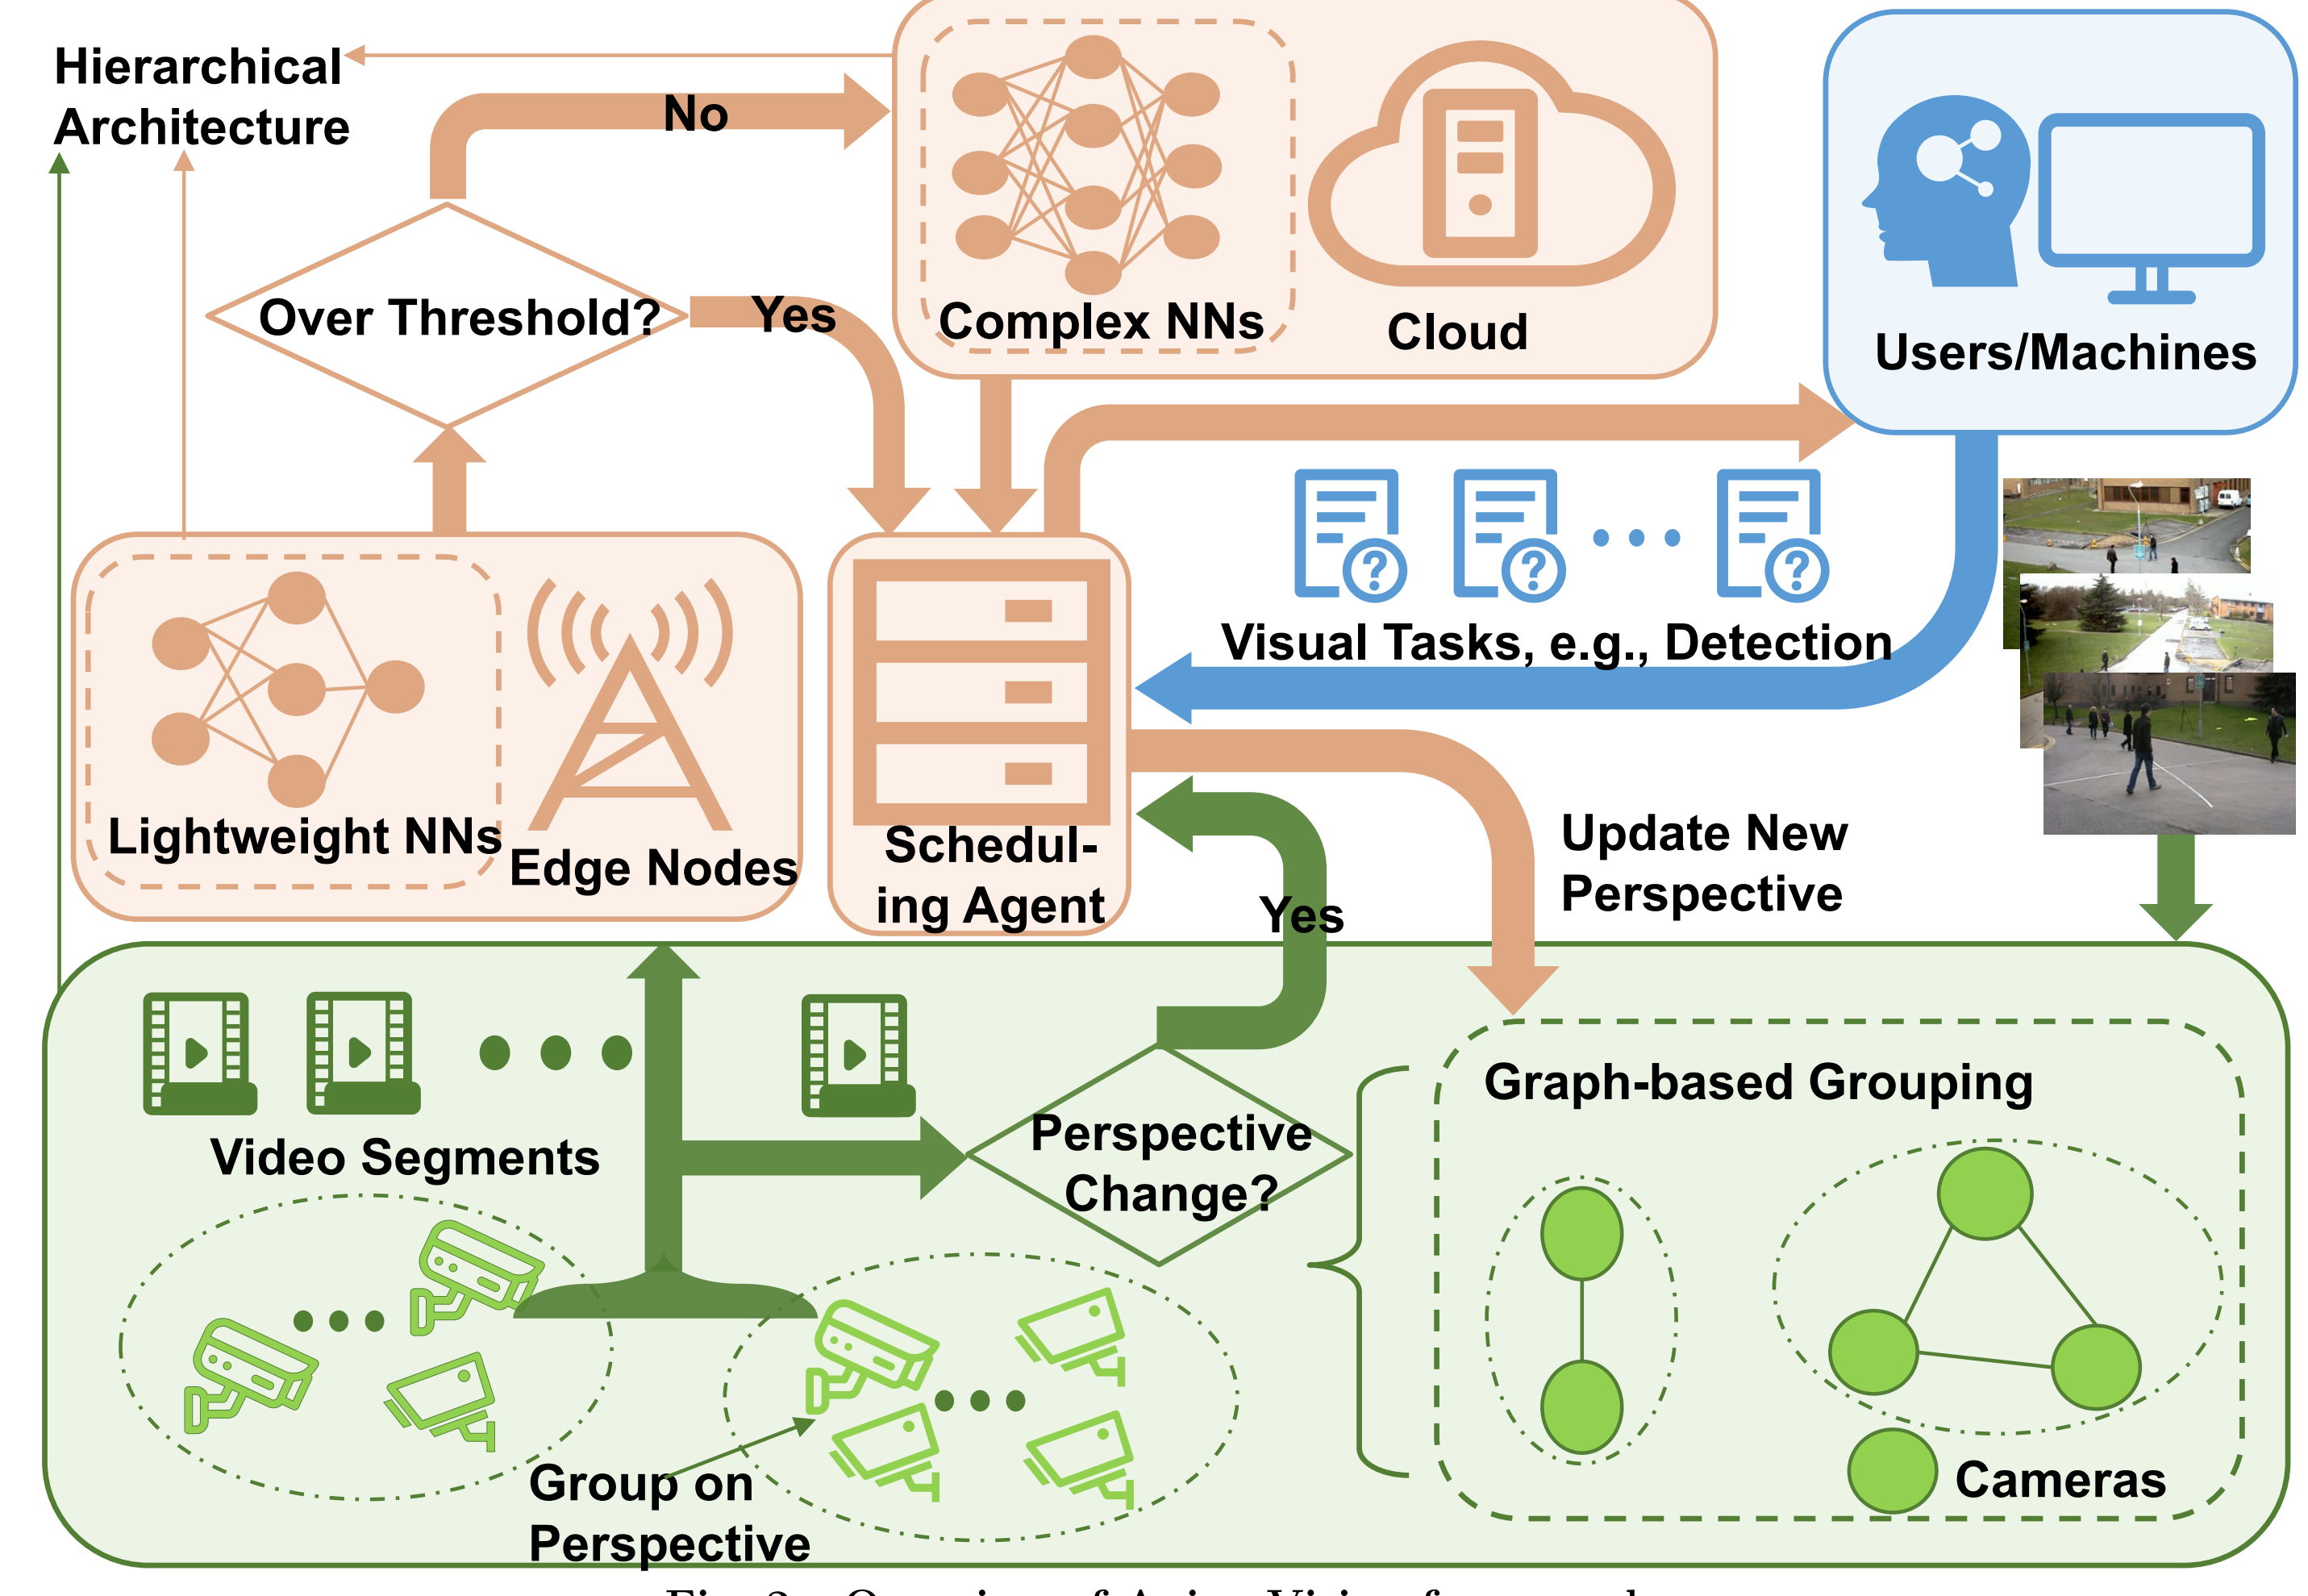 Hierarchical
Architecture
No
Over Threshold?
Yes
Complex NNs
Cloud
Users/Machines
Visual Tasks, e.g., Detection
Lightweight NNs
Edge Nodes
Schedul-
ing Agent
Update New
Perspective
Yes
Video Segments
Perspective
Change?
Graph-based Grouping
Group on
Perspective
Cameras